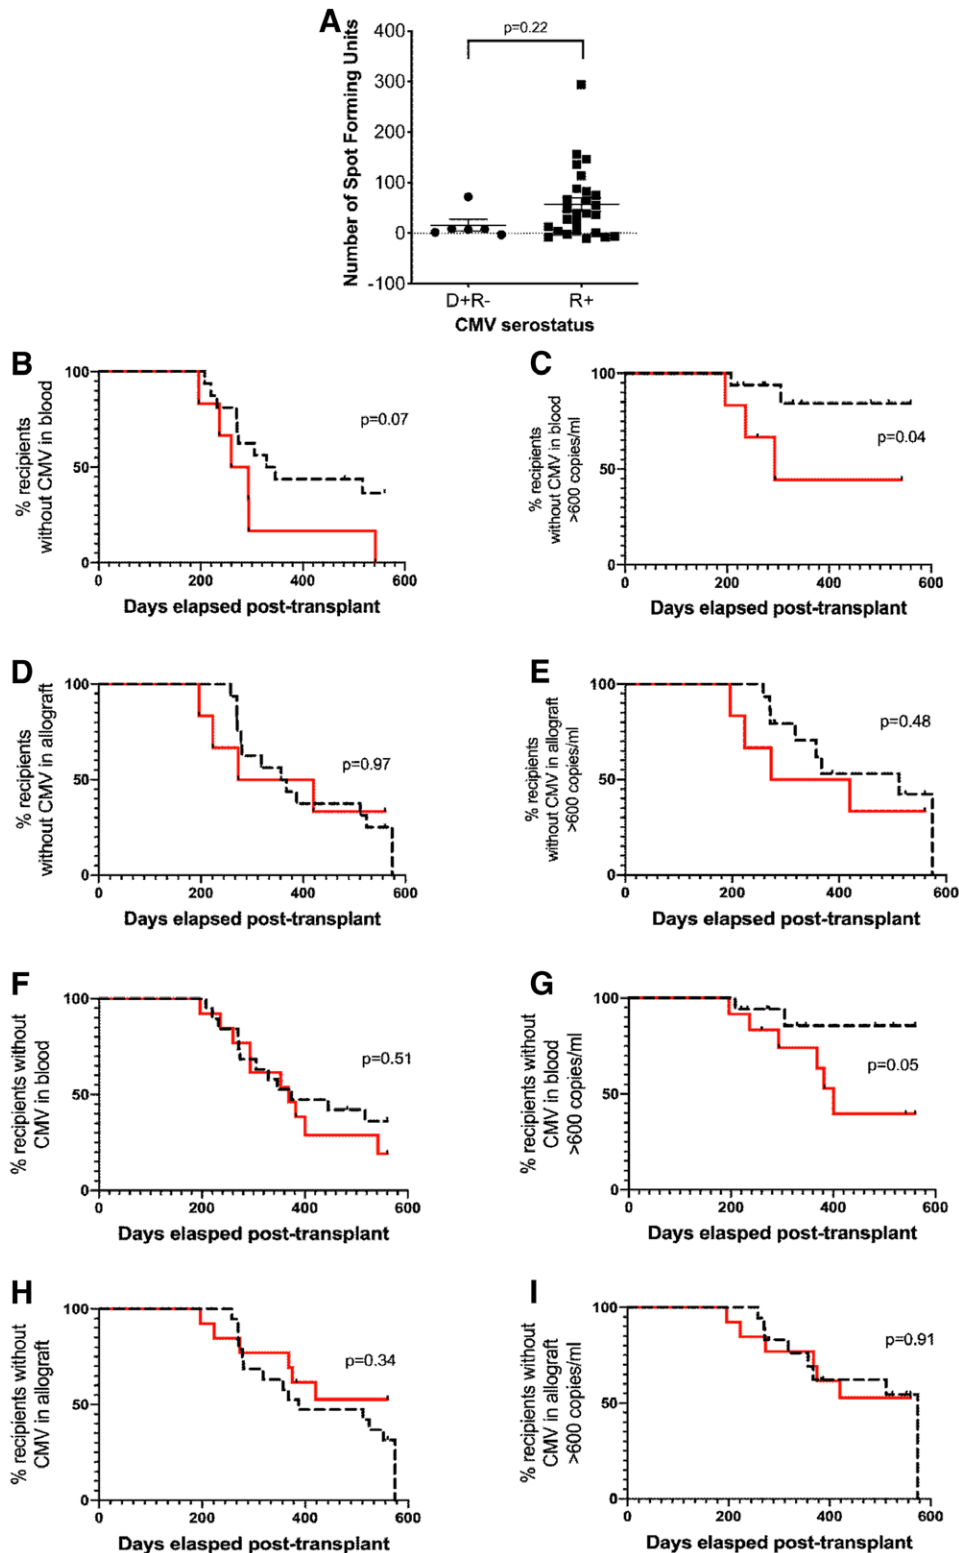 A
p=0.22
Number of Spot Forming Units
400
300
200
100
0
-100
D+R-
R+
CMV serostatus
B
% recipients
without CMV in blood
100
50
0
p=0.07
0 200 400 600
Days elapsed post-transplant
C
% recipients
without CMV in blood
>600 copies/ml
100
50
0
p=0.04
0 200 400 600
Days elapsed post-transplant
D
% recipients
without CMV in allograft
100
50
0
p=0.97
0 200 400 600
Days elapsed post-transplant
E
% recipients
without CMV in allograft
>600 copies/ml
100
50
0
p=0.48
0 200 400 600
Days elapsed post-transplant
F
% recipients without
CMV in blood
100
50
0
p=0.51
0 200 400 600
Days elasped post-transplant
G
% recipients without
CMV in blood
>600 copies/ml
100
50
0
p=0.05
0 200 400 600
Days elasped post-transplant
H
% recipients without
CMV in allograft
100
50
0
p=0.34
0 200 400 600
Days elasped post-transplant
I
% recipients without
CMV in allograft
>600 copies/ml
100
50
0
p=0.91
0 200 400 600
Days elasped post-transplant